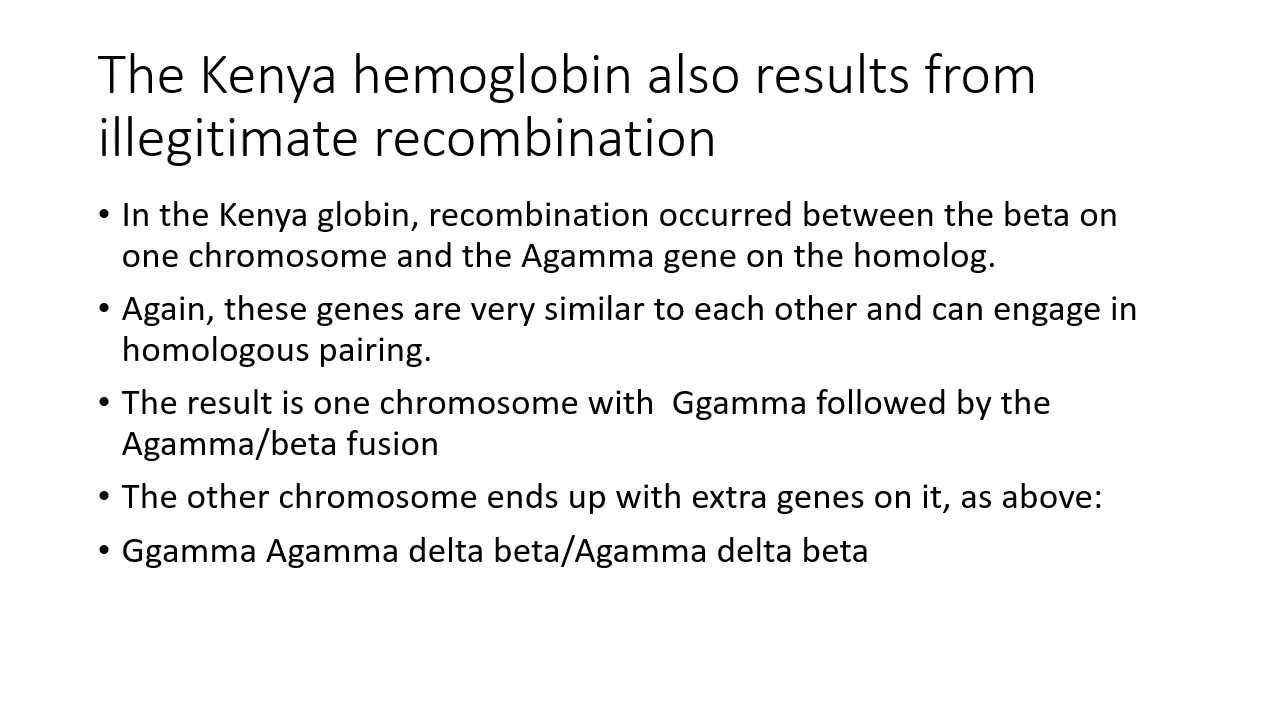 The Kenya hemoglobin also results from
illegitimate recombination
• In the Kenya globin, recombination occurred between the beta on
one chromosome and the Agamma gene on the homolog.
• Again, these genes are very similar to each other and can engage in
homologous pairing.
• The result is one chromosome with  Ggamma followed by the
Agamma/beta fusion
• The other chromosome ends up with extra genes on it, as above:
• Ggamma Agamma delta beta/Agamma delta beta